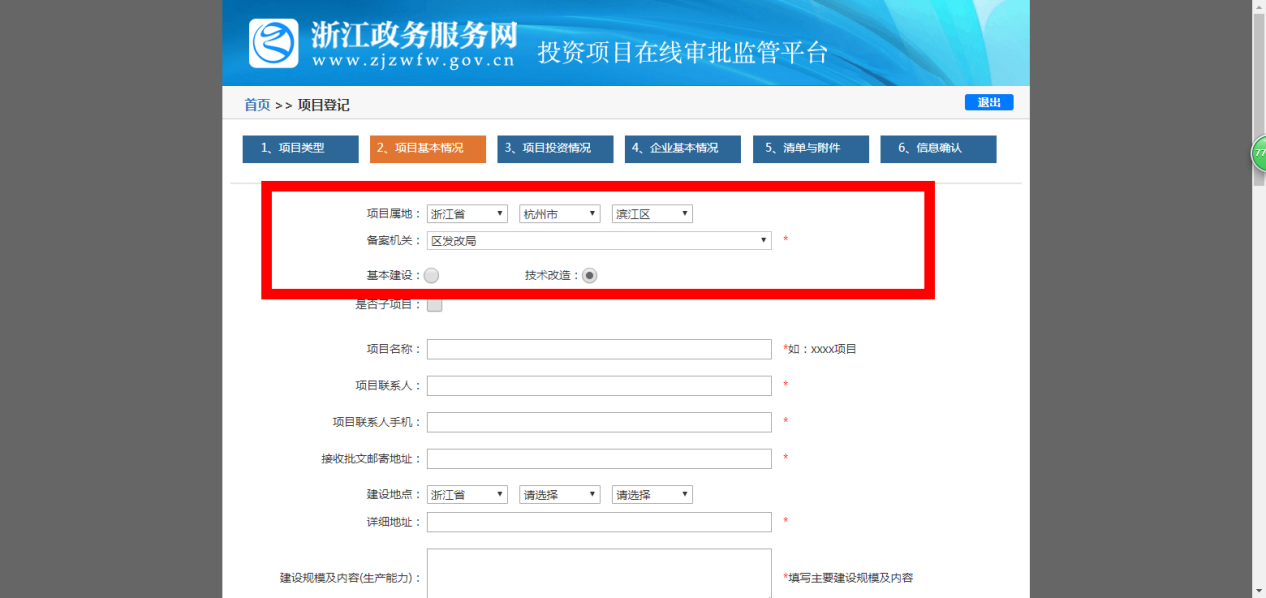 浙江政务服务网
www.zjzwfw.gov.cn
投资项目在线审批监管平台
首页 >> 项目登记
退出
1、项目类型
2、项目基本情况
3、项目投资情况
4、企业基本情况
5、清单与附件
6、信息确认
77
项目属地： 浙江省 杭州市 滨江区
备案机关： 区发改局 *
基本建设： 技术改造：
是否子项目：
项目名称： *如：xxxx项目
项目联系人： *
项目联系人手机： *
接收批文邮寄地址： *
建设地点： 浙江省 请选择 请选择
详细地址： *
建设规模及内容(生产能力)： *填写主要建设规模及内容